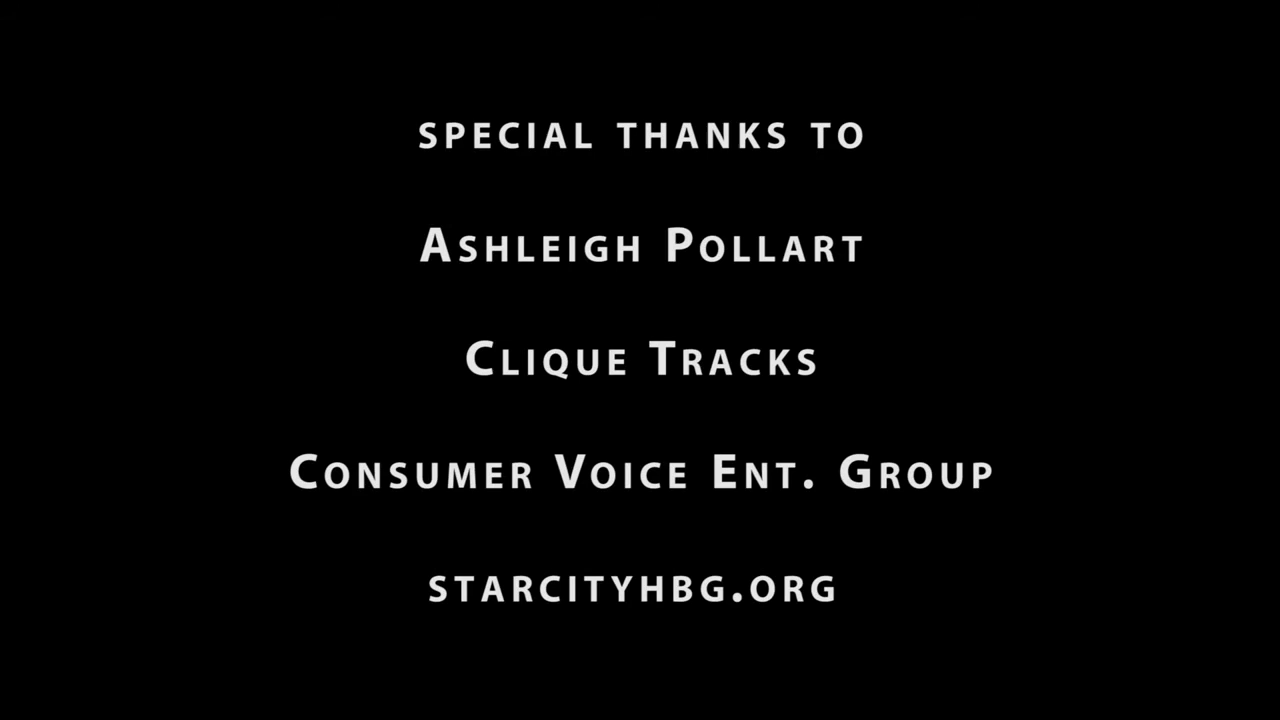 special thanks to
Ashleigh Pollart
Clique Tracks
Consumer Voice Ent. Group
starcityhbg.org